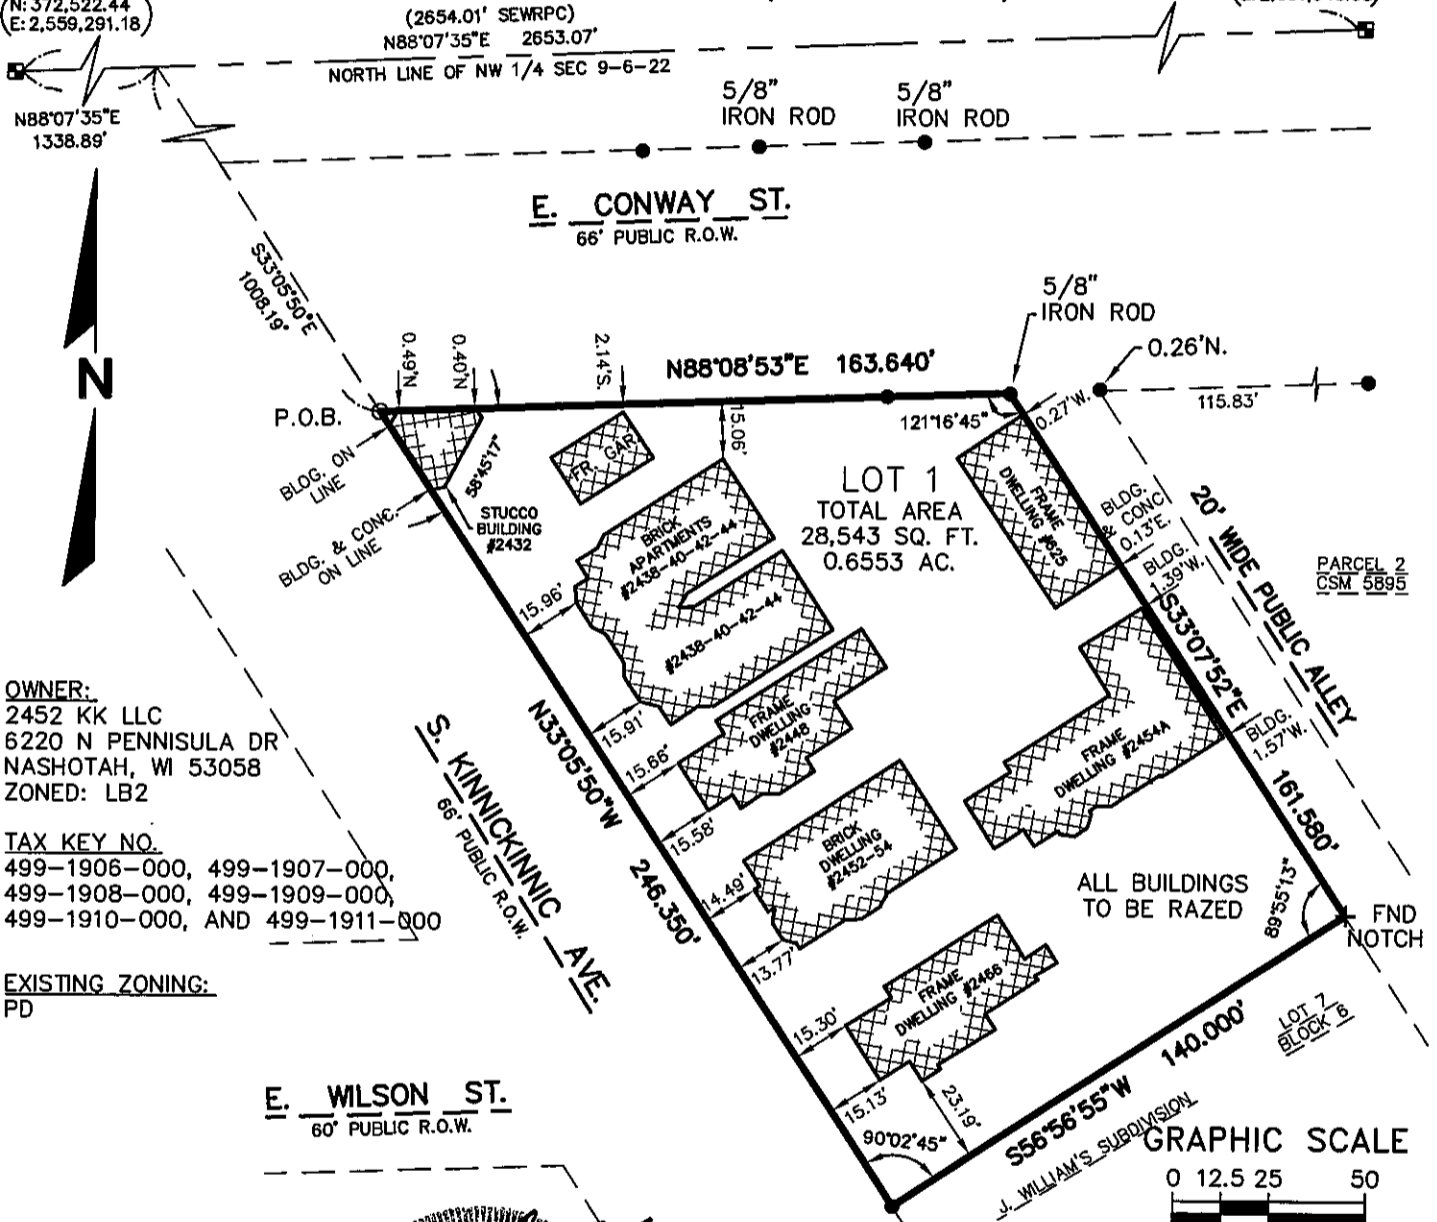 N: 372,522.44
E: 2,559,291.18
(2654.01' SEWRPC)
N88°07'35"E 2653.07'
NORTH LINE OF NW 1/4 SEC 9-6-22
N88°07'35"E
1338.89'
5/8"
IRON ROD
5/8"
IRON ROD
E. CONWAY ST.
66' PUBLIC R.O.W.
S33°05'50"E
1008.19'
N
5/8"
IRON ROD
0.26'N.
115.83'
P.O.B.
0.49'N
0.40'N
2.14'S.
N88°08'53"E 163.640'
15.06'
121°16'45"
0.27'W.
BLDG. ON
LINE
BLDG. & CONC.
ON LINE
58°45'17"
STUCCO
BUILDING
#2432
FR. GAR.
BRICK
APARTMENTS
#2438-40-42-44
#2438-40-42-44
LOT 1
TOTAL AREA
28,543 SQ. FT.
0.6553 AC.
FRAME
DWELLING #625
BLDG.
& CONC
0.13'E.
BLDG.
1.39'W.
20' WIDE PUBLIC ALLEY
PARCEL 2
CSM 5895
S33°07'52"E
161.580'
BLDG.
1.57'W.
15.96'
15.91'
15.66'
15.58'
14.49'
13.77'
15.30'
15.13'
23.19'
FRAME
DWELLING
#2448
BRICK
DWELLING
#2452-54
FRAME
DWELLING #2454A
FRAME
DWELLING #2466
N33°05'50"W
246.350'
S. KINNICKINNIC AVE.
66' PUBLIC R.O.W.
OWNER:
2452 KK LLC
6220 N PENNISULA DR
NASHOTAH, WI 53058
ZONED: LB2
TAX KEY NO.
499-1906-000, 499-1907-000,
499-1908-000, 499-1909-000,
499-1910-000, AND 499-1911-000
EXISTING ZONING:
PD
ALL BUILDINGS
TO BE RAZED
89°55'13"
FND
NOTCH
LOT 7
BLOCK 6
90°02'45"
S56°56'55"W 140.000'
J. WILLIAM'S SUBDIVISION
E. WILSON ST.
60' PUBLIC R.O.W.
GRAPHIC SCALE
0 12.5 25 50